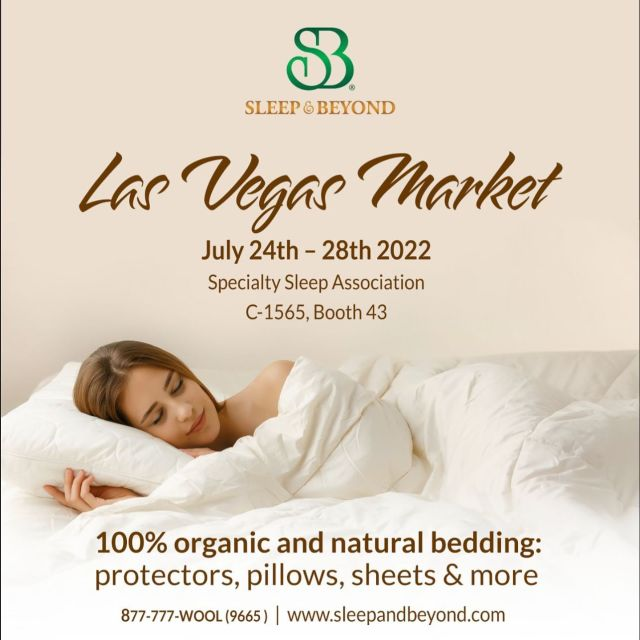 SB®
SLEEP & BEYOND
Las Vegas Market
July 24th – 28th 2022
Specialty Sleep Association
C-1565, Booth 43
100% organic and natural bedding:
protectors, pillows, sheets & more
877-777-WOOL (9665) | www.sleepandbeyond.com